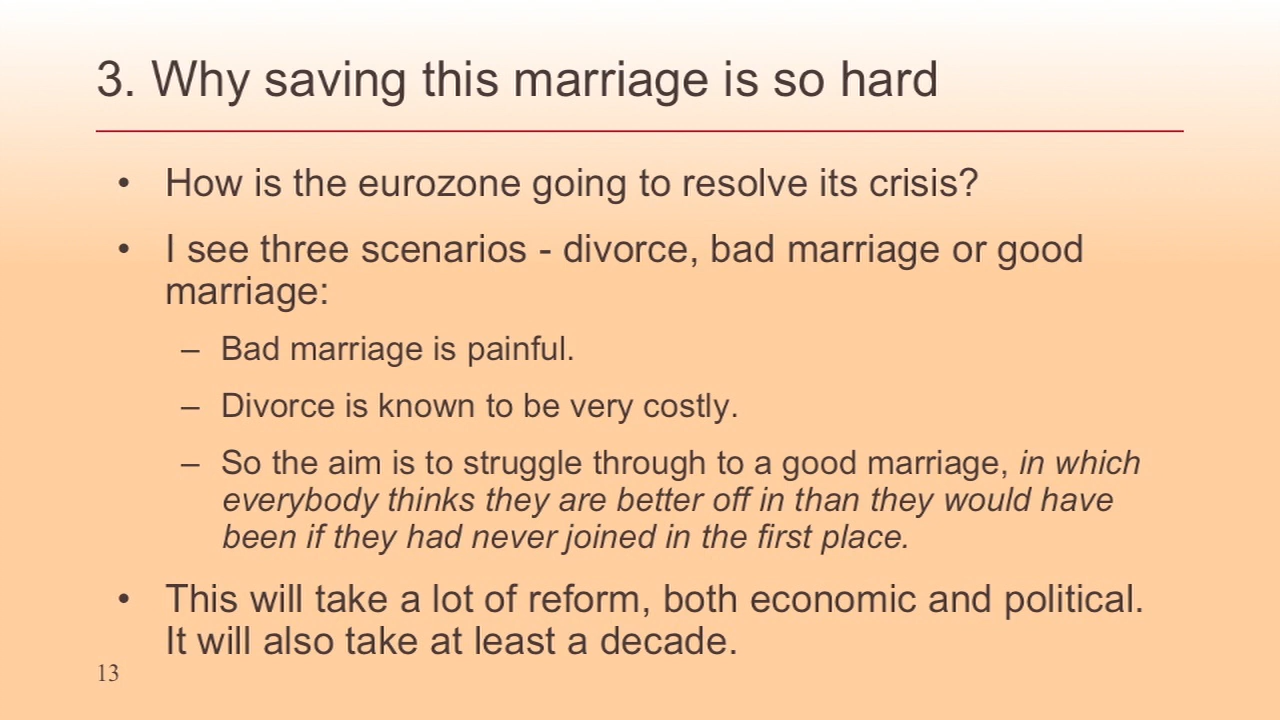 3. Why saving this marriage is so hard
• How is the eurozone going to resolve its crisis?
• I see three scenarios - divorce, bad marriage or good
marriage:
– Bad marriage is painful.
– Divorce is known to be very costly.
– So the aim is to struggle through to a good marriage, in which
everybody thinks they are better off in than they would have
been if they had never joined in the first place.
• This will take a lot of reform, both economic and political.
It will also take at least a decade.
13